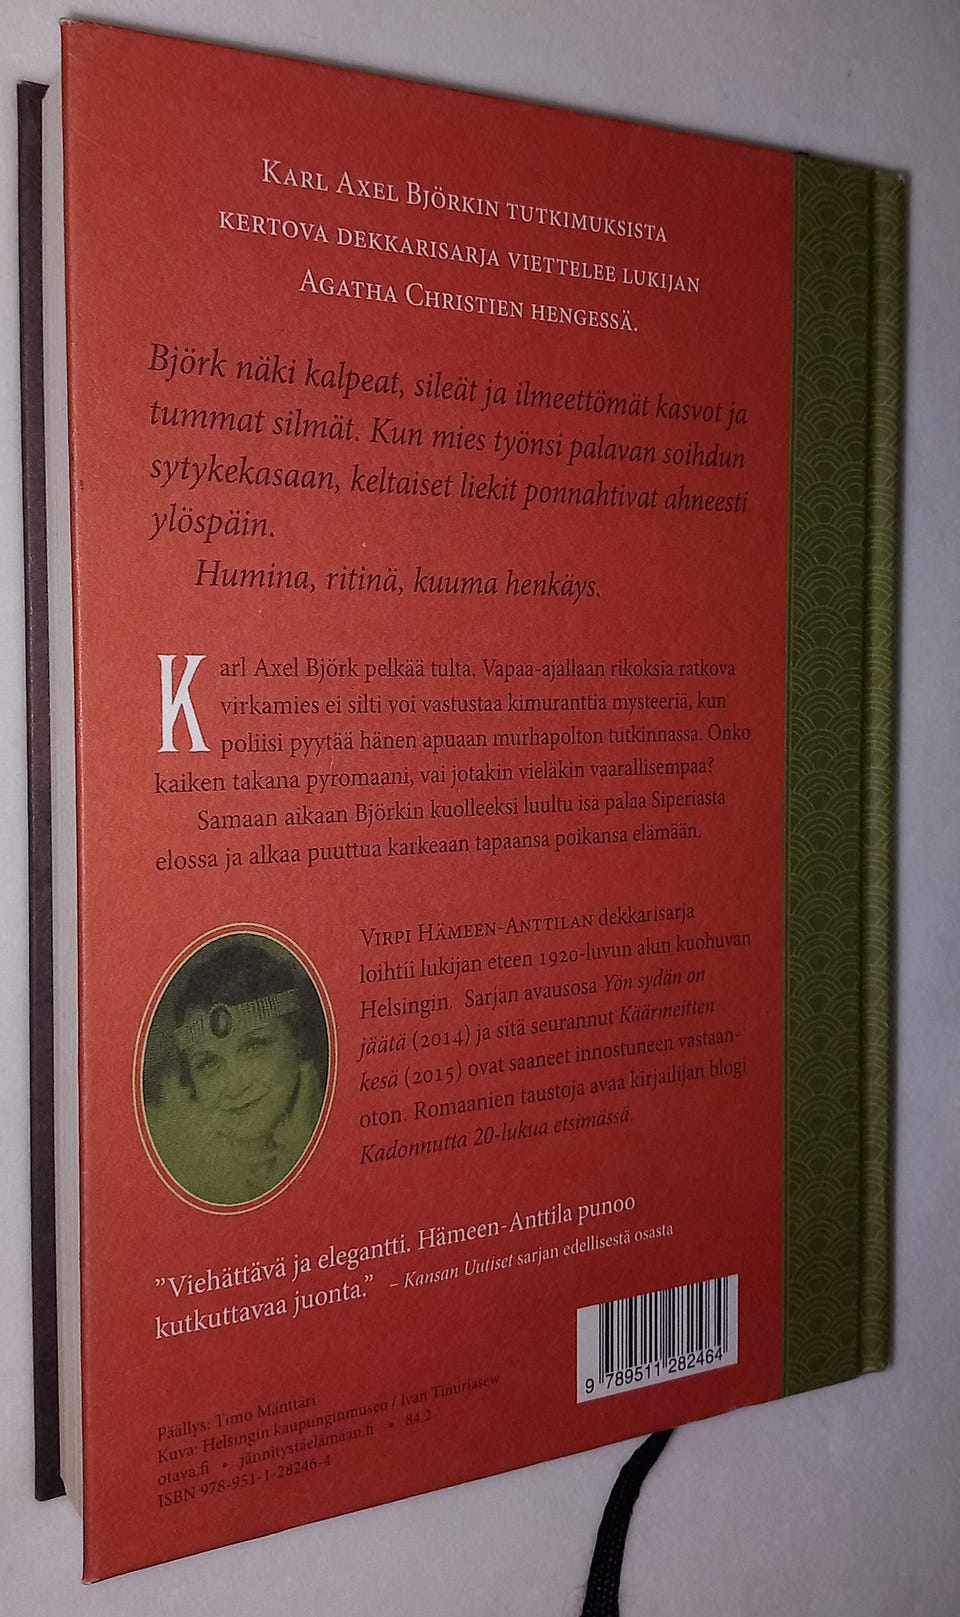 Karl Axel Björkin tutkimuksista
kertova dekkarisarja viettelee lukijan
Agatha Christien hengessä.
Björk näki kalpeat, sileät ja ilmeettömät kasvot ja
tummat silmät. Kun mies työnsi palavan soihdun
sytykekasaan, keltaiset liekit ponnahtivat ahneesti
ylöspäin.
Humina, ritinä, kuuma henkäys.
Karl Axel Björk pelkää tulta. Vapaa-ajallaan rikoksia ratkova
virkamies ei silti voi vastustaa kimuranttia mysteeriä, kun
poliisi pyytää hänen apuaan murhapolton tutkinnassa. Onko
kaiken takana pyromaani, vai jotakin vieläkin vaarallisempaa?
Samaan aikaan Björkin kuolleeksi luultu isä palaa Siperiasta
elossa ja alkaa puuttua karkeaan tapaansa poikansa elämään.
Virpi Hämeen-Anttilan dekkarisarja
loihtii lukijan eteen 1920-luvun alun kuohuvan
Helsingin. Sarjan avausosa Yön sydän on
jäätä (2014) ja sitä seurannut Käärmeitten
kesä (2015) ovat saaneet innostuneen vastaan-
oton. Romaanien taustoja avaa kirjailijan blogi
Kadonnutta 20-lukua etsimässä.
”Viehättävä ja elegantti. Hämeen-Anttila punoo
kutkuttavaa juonta.” – Kansan Uutiset sarjan edellisestä osasta
9 789511 282464
Päällys: Timo Mänttäri
Kuva: Helsingin kaupunginmuseo / Ivan Timiriasew
otava.fi • jännitystäelämään.fi • 84.2
ISBN 978-951-1-28246-4